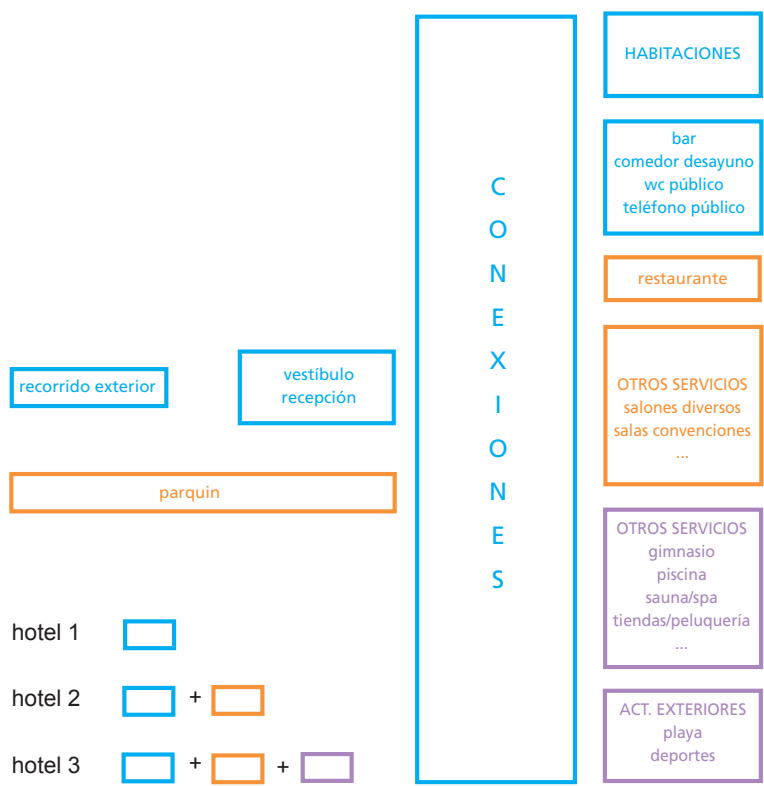 HABITACIONES
bar
comedor desayuno
wc público
teléfono público
restaurante
OTROS SERVICIOS
salones diversos
salas convenciones
...
OTROS SERVICIOS
gimnasio
piscina
sauna/spa
tiendas/peluquería
...
ACT. EXTERIORES
playa
deportes
C
O
N
E
X
I
O
N
E
S
recorrido exterior
vestíbulo
recepción
parquin
hotel 1
hotel 2 +
hotel 3 + +